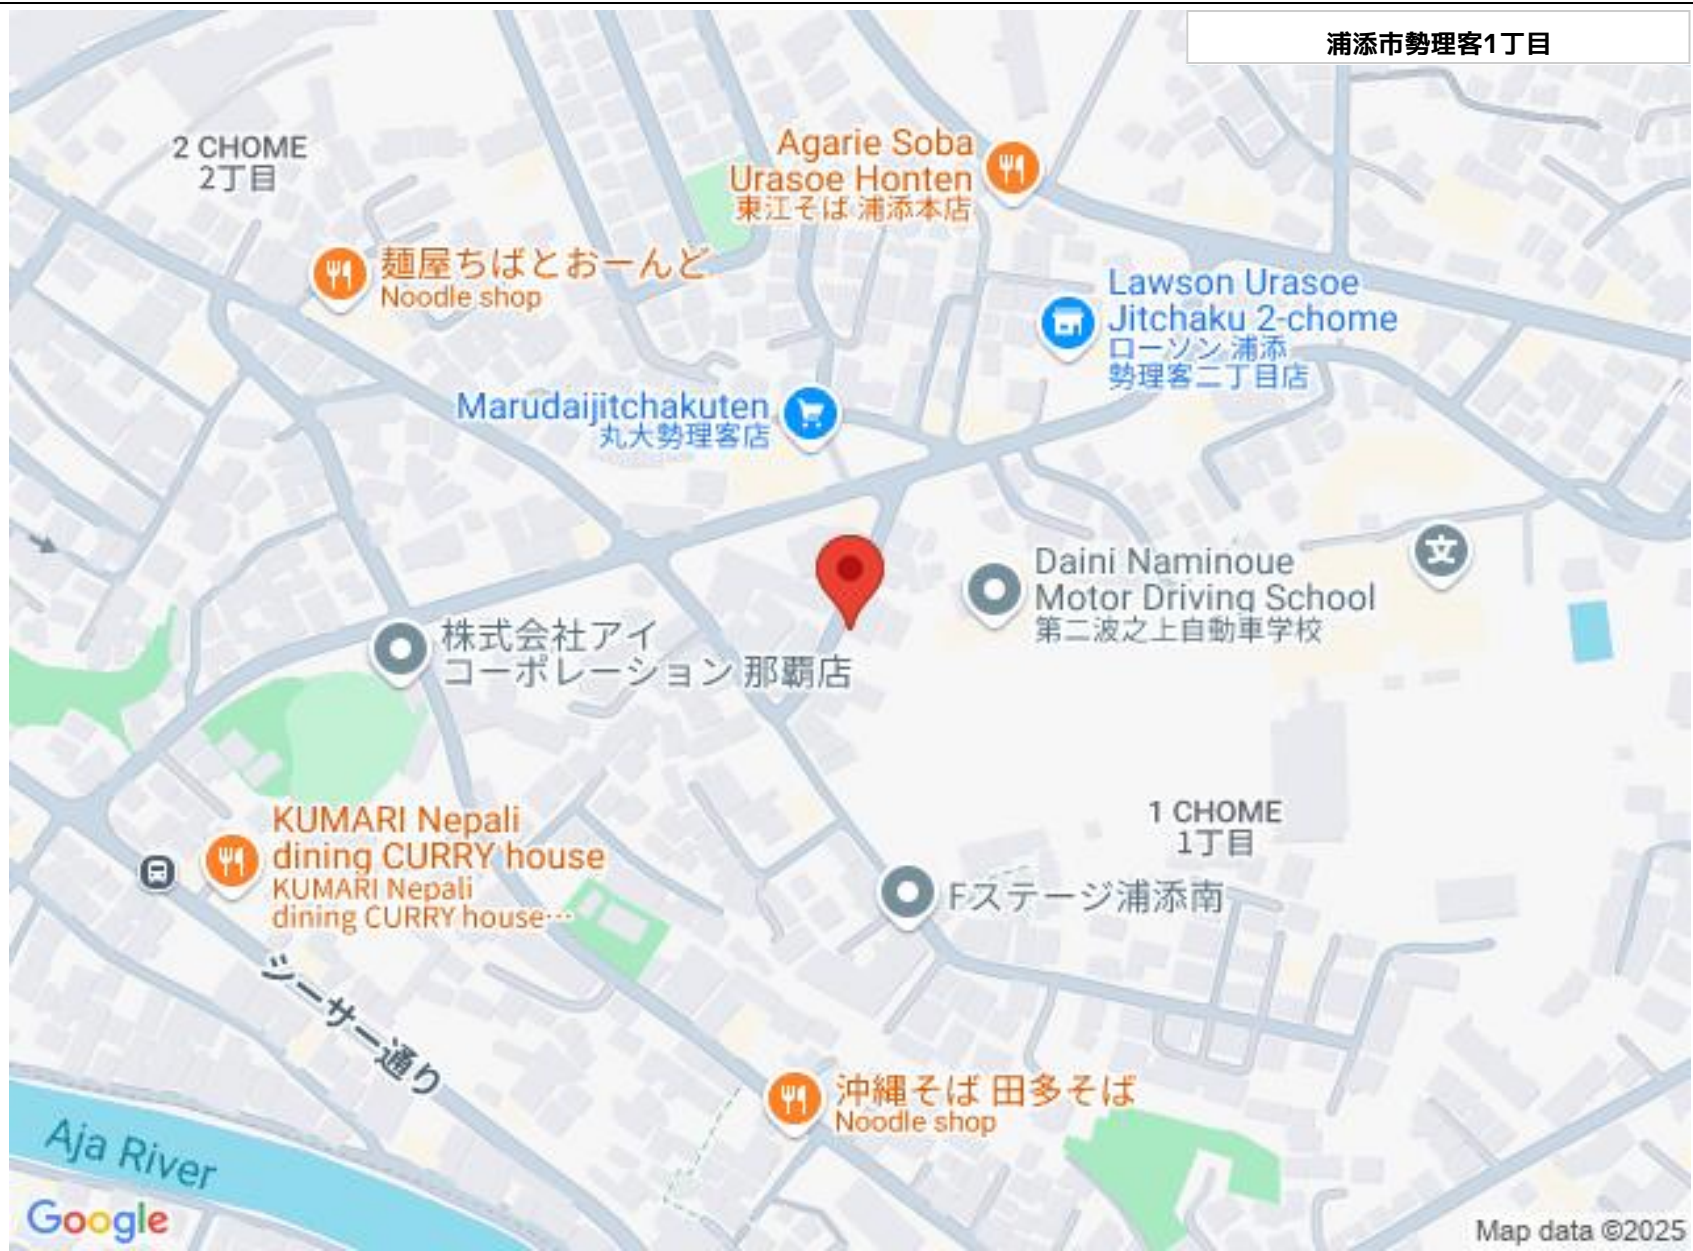 浦添市勢理客1丁目
2 CHOME
2丁目
Agarie Soba
Urasoe Honten
東江そば 浦添本店
麺屋ちばとおーんど
Noodle shop
Lawson Urasoe
Jitchaku 2-chome
ローソン 浦添
勢理客二丁目店
Marudaijitchakuten
丸大勢理客店
Daini Naminoue
Motor Driving School
第二波之上自動車学校
文
株式会社アイ
コーポレーション 那覇店
KUMARI Nepali
dining CURRY house
KUMARI Nepali
dining CURRY house…
1 CHOME
1丁目
Fステージ浦添南
シーサー通り
沖縄そば 田多そば
Noodle shop
Aja River
Google
Map data ©2025